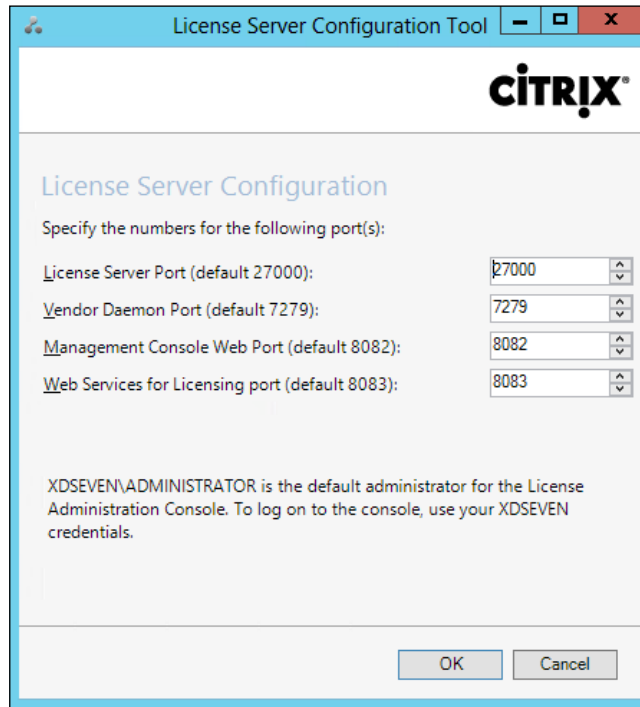 License Server Configuration Tool
CİTRIX®
License Server Configuration
Specify the numbers for the following port(s):
License Server Port (default 27000): 27000
Vendor Daemon Port (default 7279): 7279
Management Console Web Port (default 8082): 8082
Web Services for Licensing port (default 8083): 8083
XDSEVEN\ADMINISTRATOR is the default administrator for the License
Administration Console. To log on to the console, use your XDSEVEN
credentials.
OK Cancel